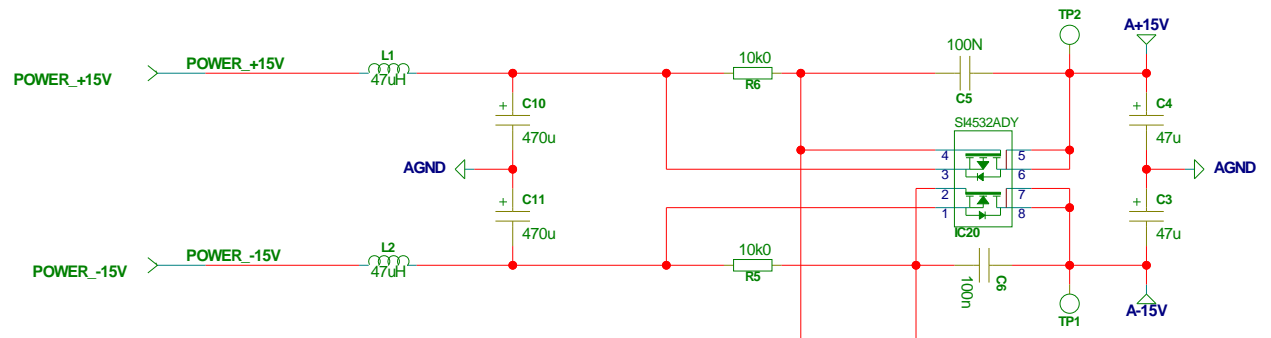 TP2
A+15V
POWER_+15V
POWER_+15V
L1
47uH
10k0
R6
100N
C5
+ C10
470u
+ C4
47u
SI4532ADY
4 5
3 6
2 7
1 8
IC20
AGND
AGND
+ C11
470u
+ C3
47u
POWER_-15V
POWER_-15V
L2
47uH
10k0
R5
100n
C6
TP1
A-15V